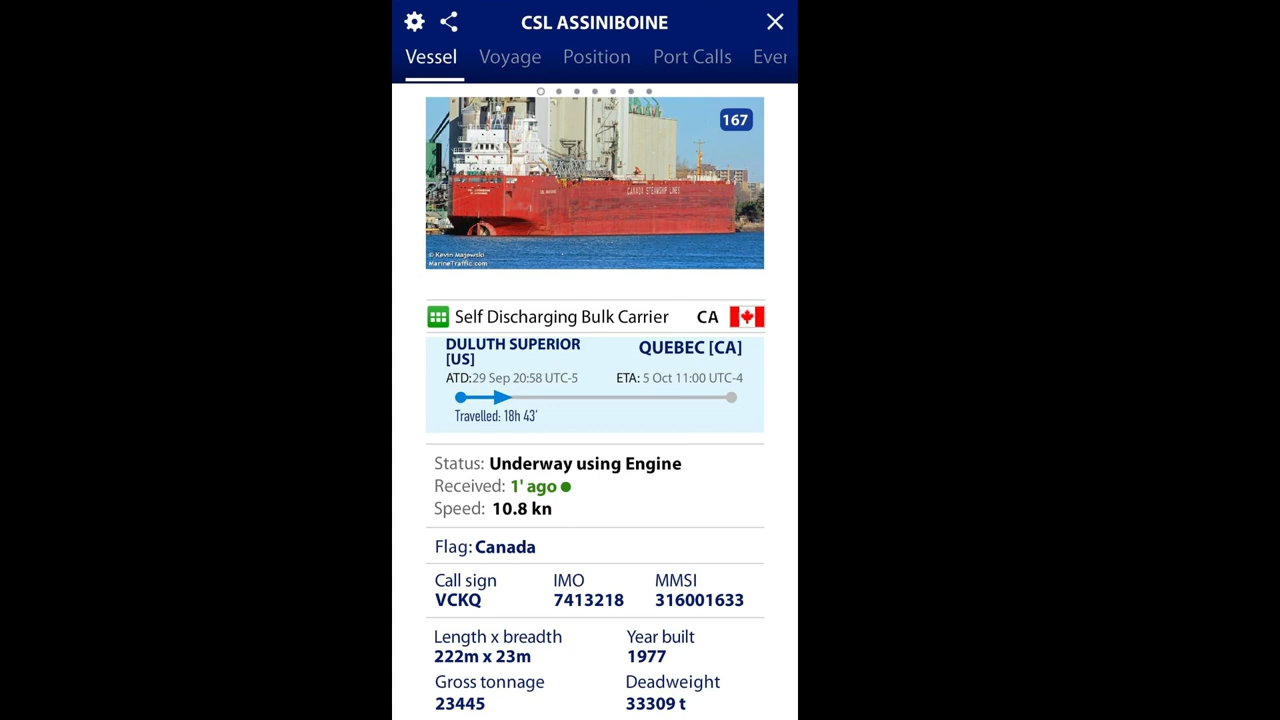 CSL ASSINIBOINE
Vessel Voyage Position Port Calls Ever
167
CANADA STEAMSHIP LINES
© Kevin Majewski
MarineTraffic.com
Self Discharging Bulk Carrier CA
DULUTH SUPERIOR QUEBEC [CA]
[US]
ATD:29 Sep 20:58 UTC-5 ETA: 5 Oct 11:00 UTC-4
Travelled: 18h 43'
Status: Underway using Engine
Received: 1' ago
Speed: 10.8 kn
Flag: Canada
Call sign IMO MMSI
VCKQ 7413218 316001633
Length x breadth Year built
222m x 23m 1977
Gross tonnage Deadweight
23445 33309 t